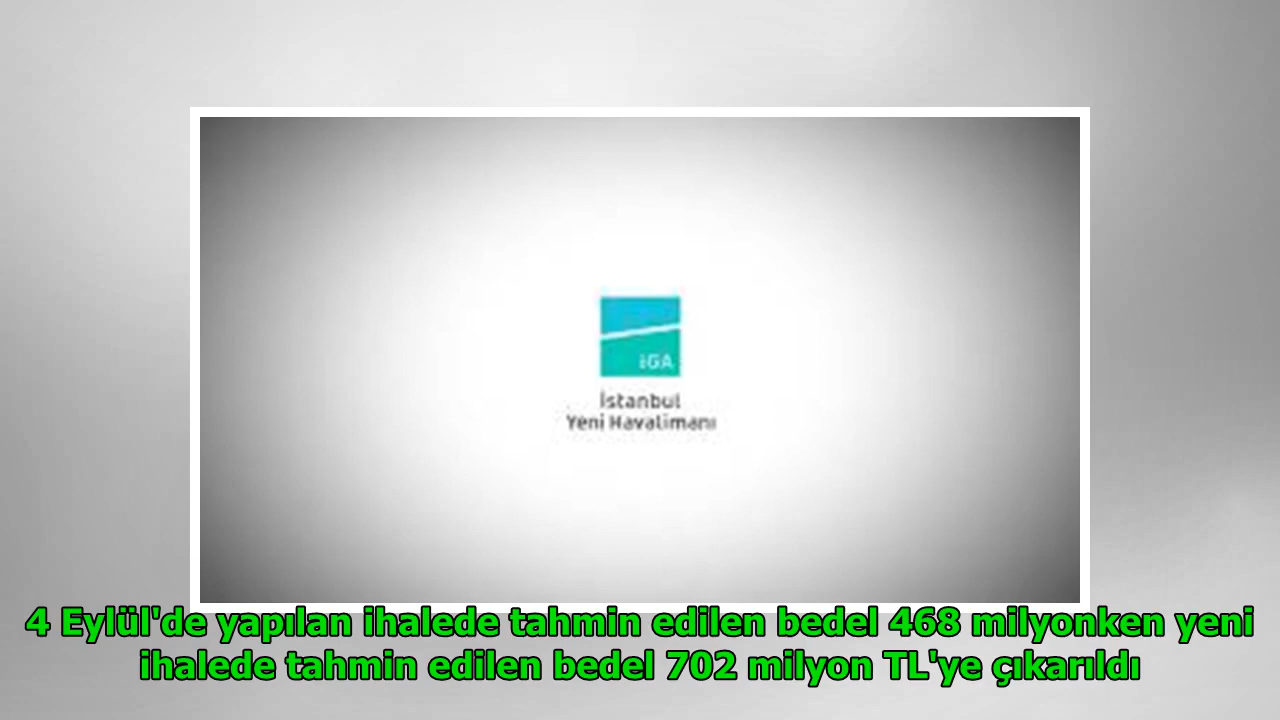 iGA
İstanbul
Yeni Havalimanı
4 Eylül'de yapılan ihalede tahmin edilen bedel 468 milyonken yeni
ihalede tahmin edilen bedel 702 milyon TL'ye çıkarıldı